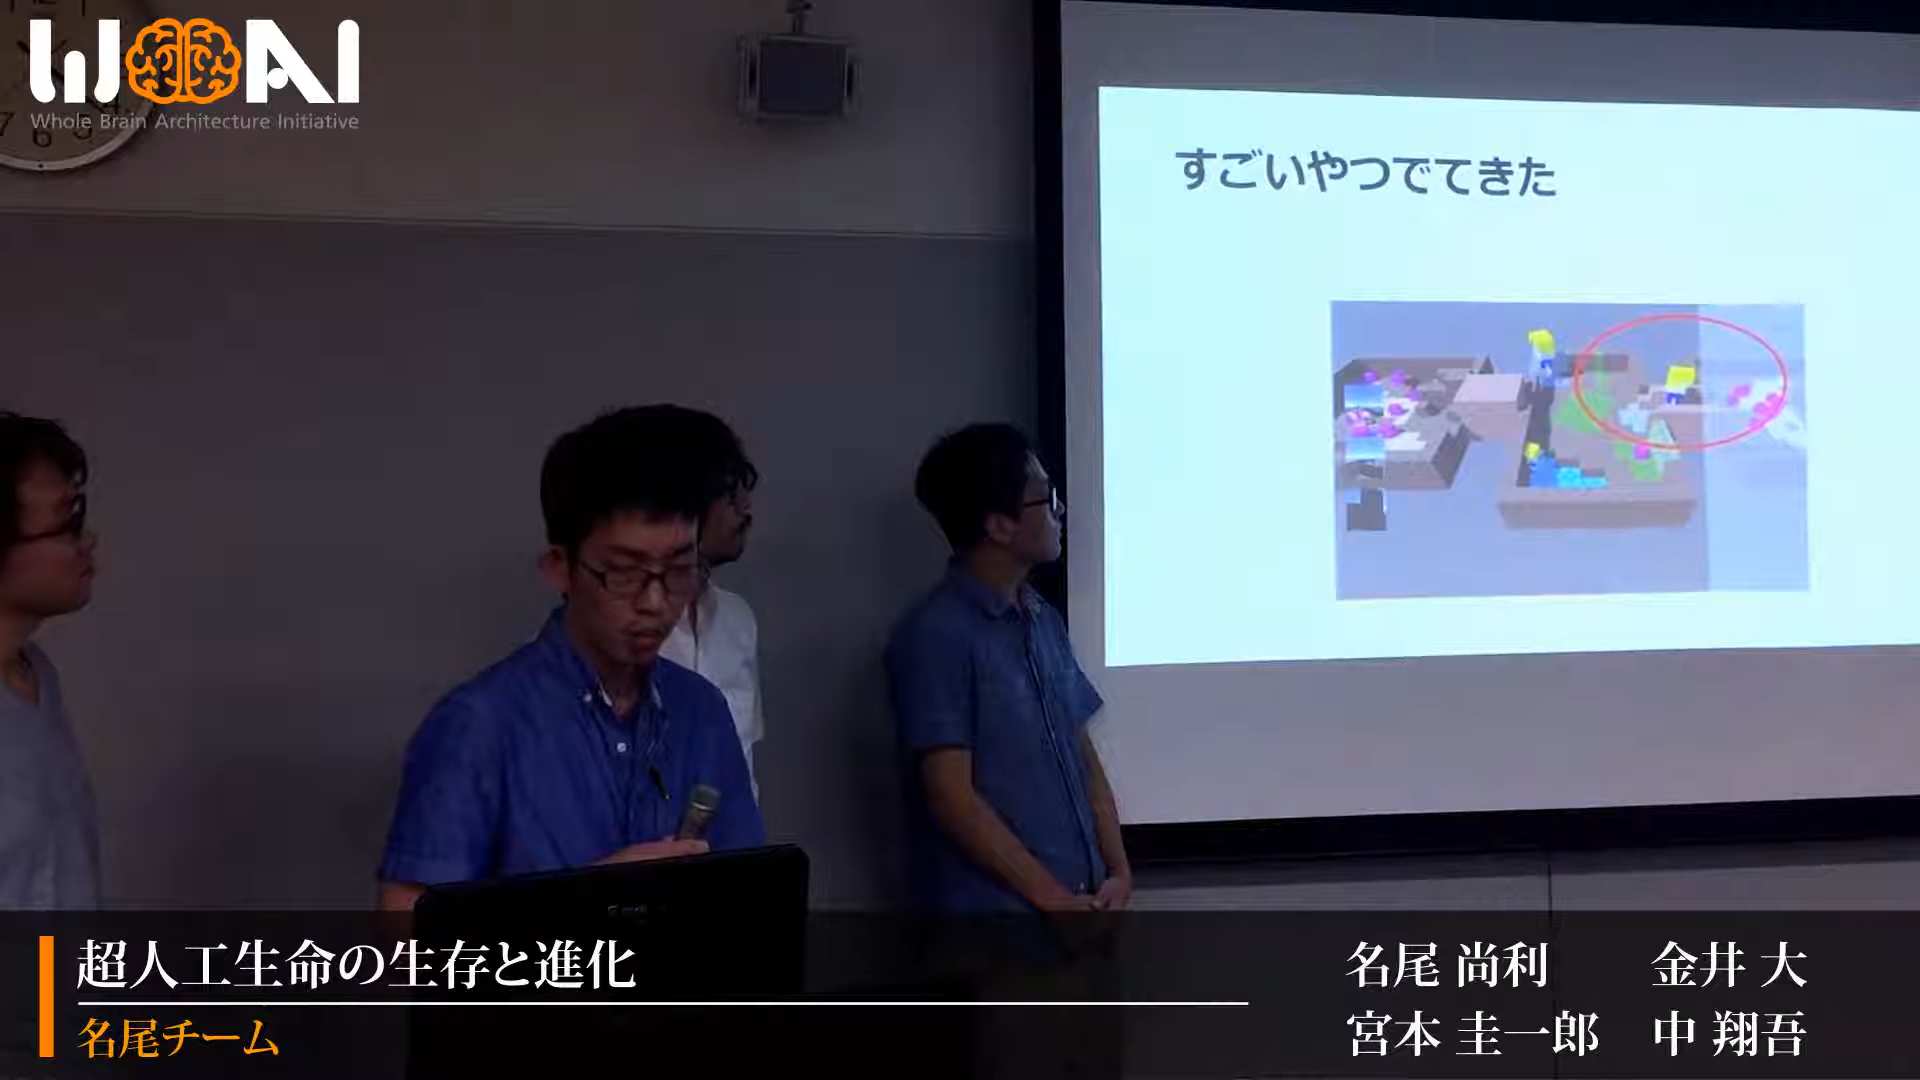 WBAI
Whole Brain Architecture Initiative
すごいやつでてきた
超人工生命の生存と進化
名尾チーム
名尾 尚利 金井 大
宮本 圭一郎 中 翔吾